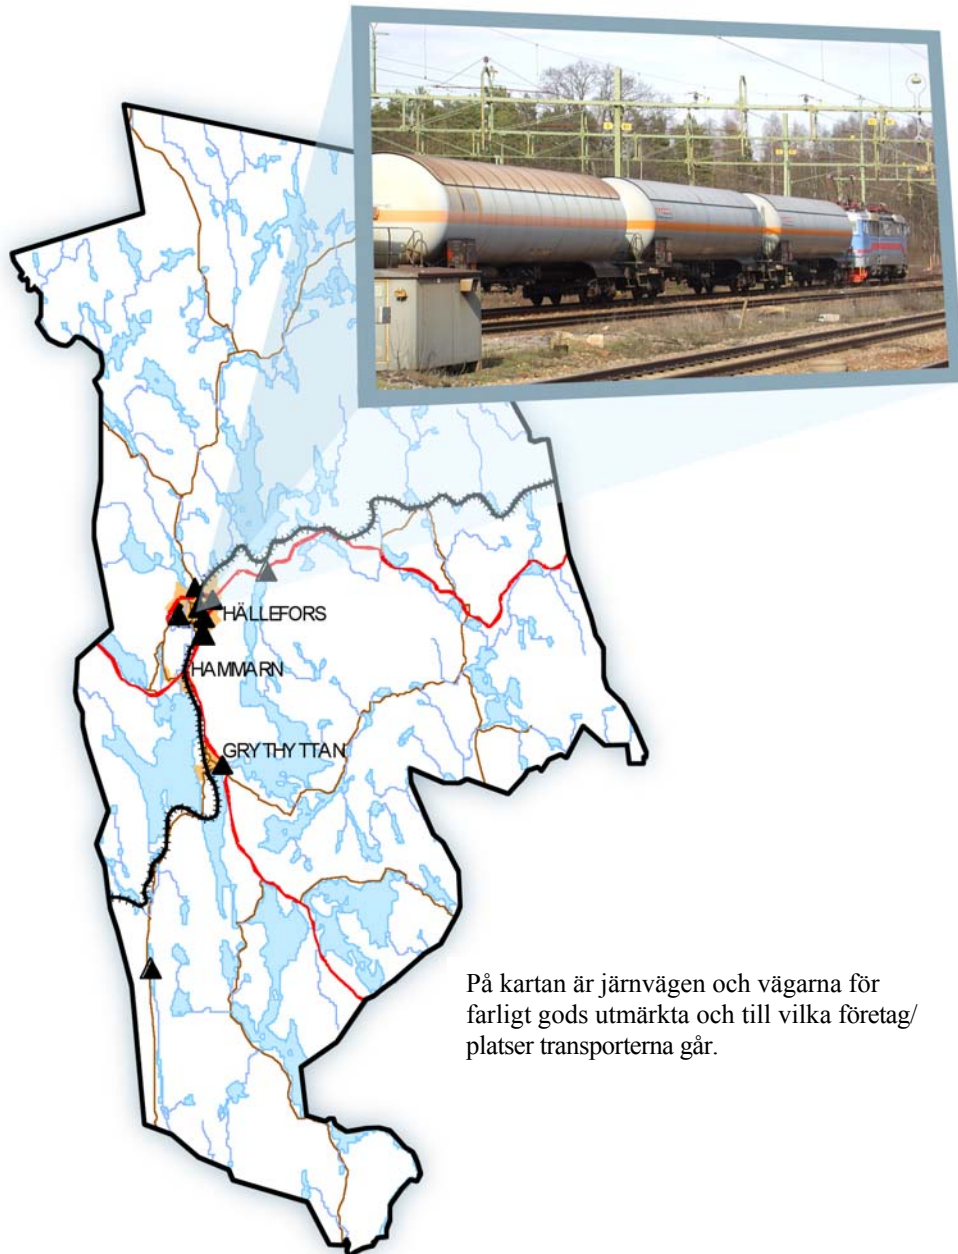 HÄLLEFORS
HAMMARN
GRYTHYTTAN
På kartan är järnvägen och vägarna för
farligt gods utmärkta och till vilka företag/
platser transporterna går.